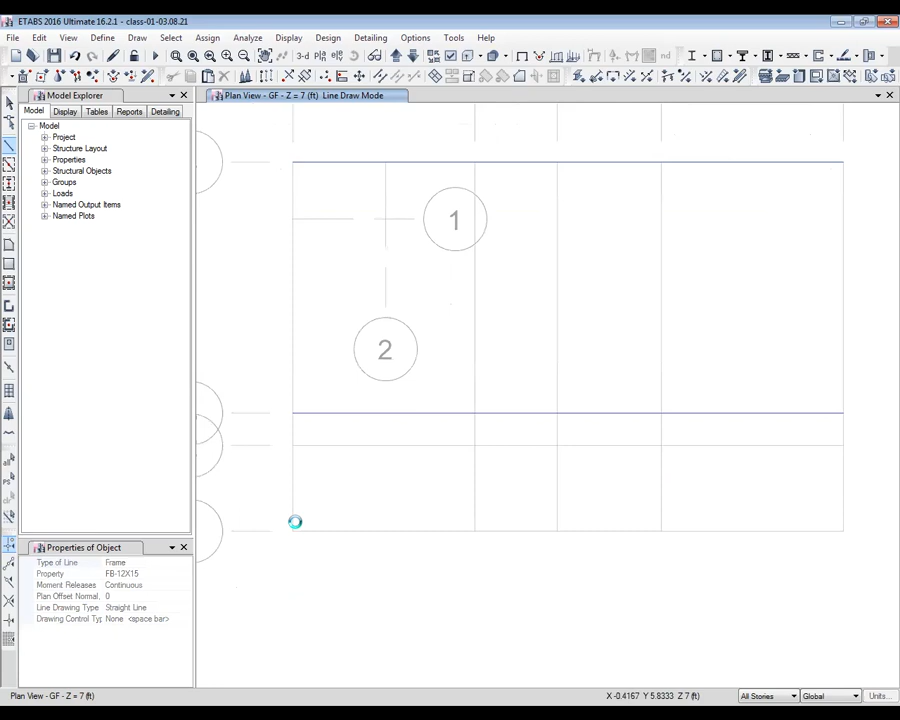 ETABS 2016 Ultimate 16.2.1 - class-01-03.08.21
File Edit View Define Draw Select Assign Analyze Display Design Detailing Options Tools Help
3-d
nd
Model Explorer
Plan View - GF - Z = 7 (ft) Line Draw Mode
Model Display Tables Reports Detailing
Model
Project
Structure Layout
Properties
Structural Objects
Groups
Loads
Named Output Items
Named Plots
1
2
Properties of Object
Type of Line Frame
Property FB-12X15
Moment Releases Continuous
Plan Offset Normal, 0
Line Drawing Type Straight Line
Drawing Control Typ None <space bar>
Plan View - GF - Z = 7 (ft)
X -0.4167 Y 5.8333 Z 7 (ft)
All Stories
Global
Units...